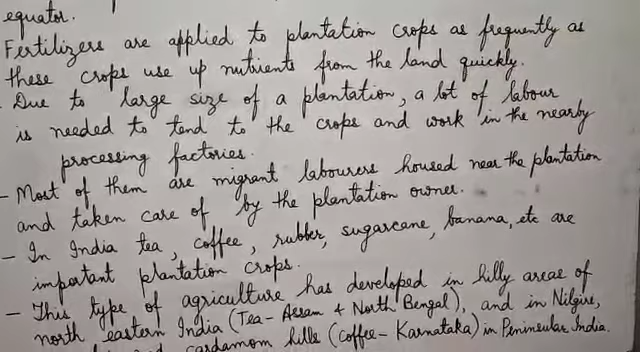 equator.
Fertilizers are applied to plantation crops as frequently as
these crops use up nutrients from the land quickly.
Due to large size of a plantation, a lot of labour
is needed to tend to the crops and work in the nearby
processing factories.
- Most of them are migrant labourers housed near the plantation
and taken care of by the plantation owner.
- In India tea, coffee, rubber, sugarcane, banana, etc are
important plantation crops.
- This type of agriculture has developed in hilly areas of
north eastern India (Tea - Assam + North Bengal), and in Nilgiri,
cardamom hills (coffee - Karnataka) in Peninsular India.